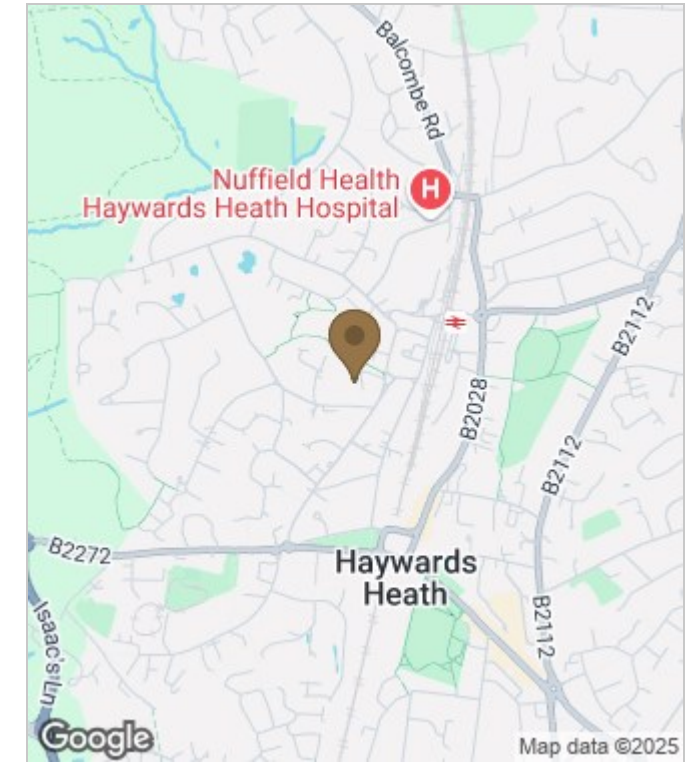 Balcombe Rd
Nuffield Health
Haywards Heath Hospital
H
B2112
B2028
B2112
B2272
Haywards
Heath
B2112
Isaac's Ln
Google
Map data ©2025